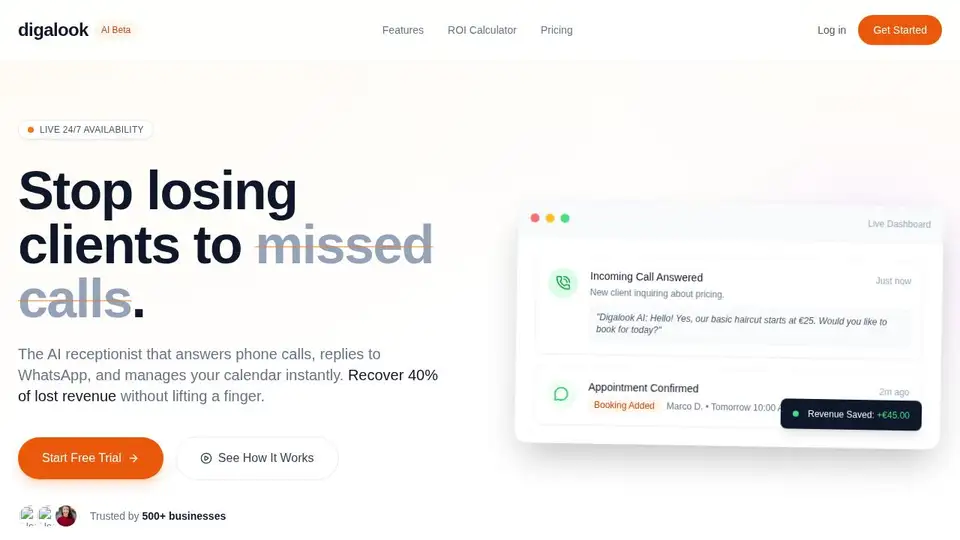 digalook AI Beta
Features ROI Calculator Pricing
Log in Get Started
LIVE 24/7 AVAILABILITY
Stop losing
clients to missed
calls.
The AI receptionist that answers phone calls, replies to
WhatsApp, and manages your calendar instantly. Recover 40%
of lost revenue without lifting a finger.
Start Free Trial →
See How It Works
Trusted by 500+ businesses
Live Dashboard
Incoming Call Answered
Just now
New client inquiring about pricing.
"Digalook AI: Hello! Yes, our basic haircut starts at €25. Would you like to
book for today?"
Appointment Confirmed
2m ago
Booking Added Marco D. • Tomorrow 10:00
Revenue Saved: +€45.00